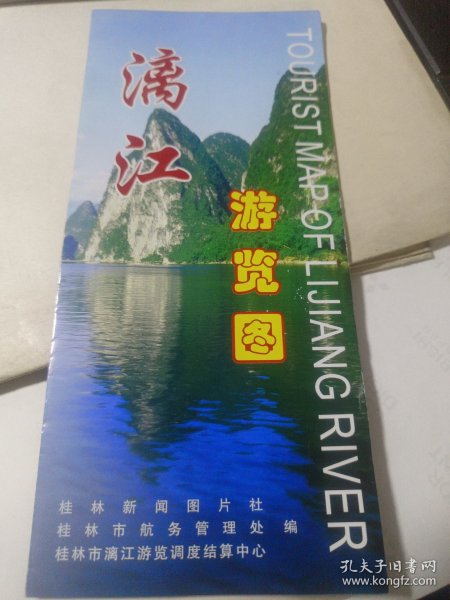 漓江
游览图
TOURIST MAP OF LIJIANG RIVER
桂林新闻图片社
桂林市航务管理处 编
桂林市漓江游览调度结算中心
孔夫子旧书网
www.kongfz.com